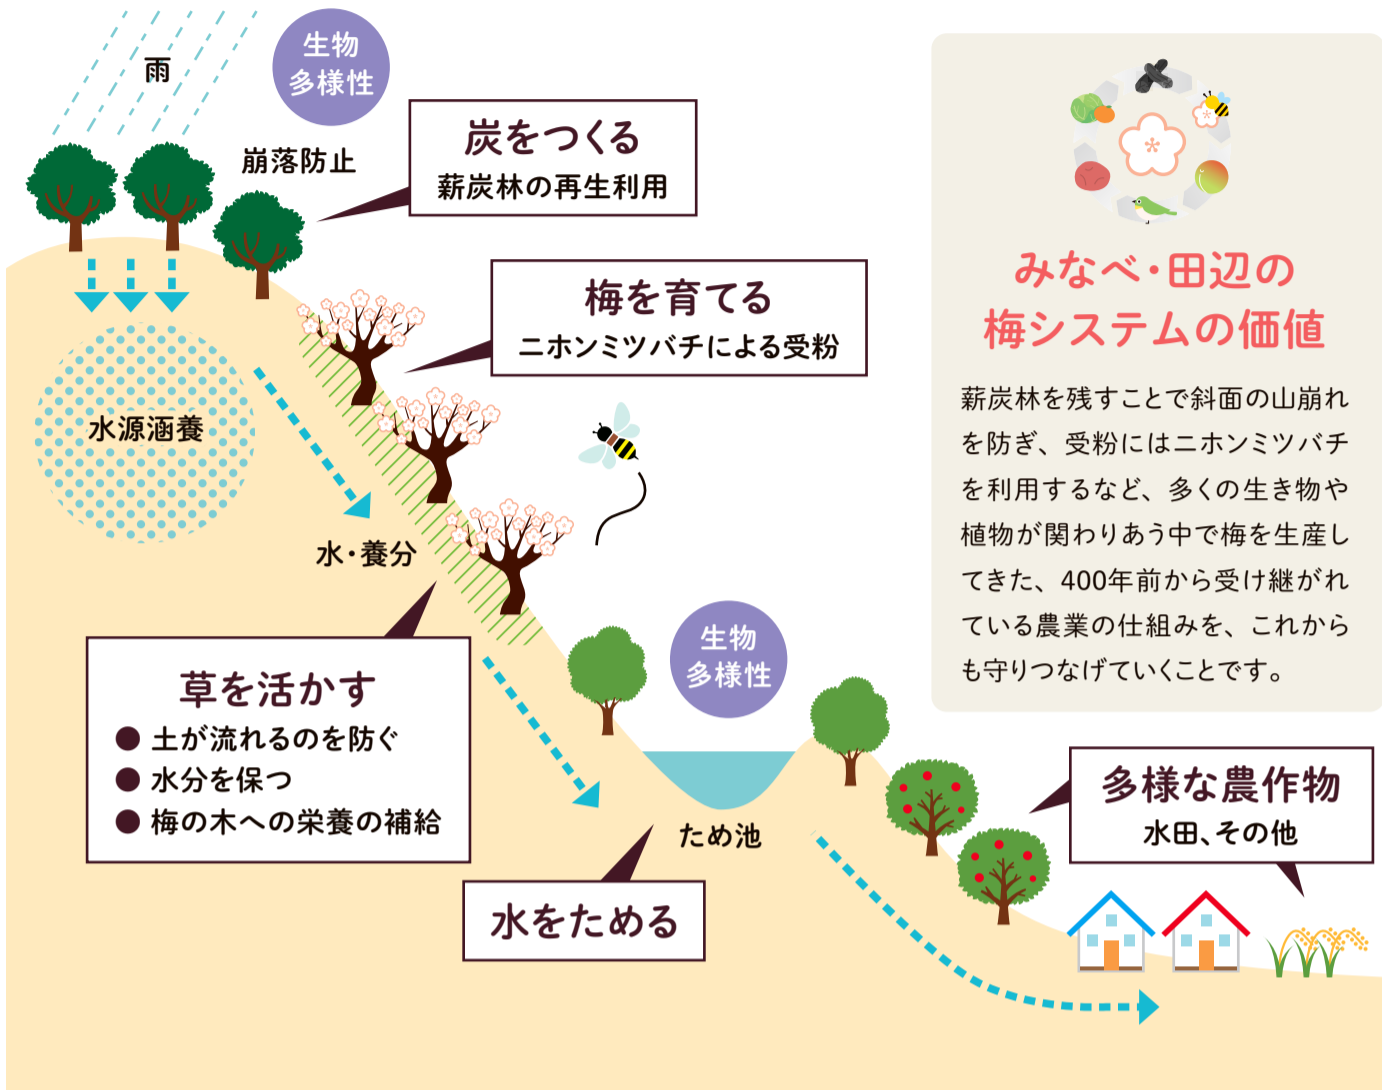 雨
生物
多様性
崩落防止
炭をつくる
薪炭林の再生利用
梅を育てる
ニホンミツバチによる受粉
水源涵養
水・養分
草を活かす
● 土が流れるのを防ぐ
● 水分を保つ
● 梅の木への栄養の補給
生物
多様性
ため池
水をためる
多様な農作物
水田、その他
みなべ・田辺の
梅システムの価値
薪炭林を残すことで斜面の山崩れ
を防ぎ、受粉にはニホンミツバチ
を利用するなど、多くの生き物や
植物が関わりあう中で梅を生産し
てきた、400年前から受け継がれ
ている農業の仕組みを、これから
も守りつなげていくことです。